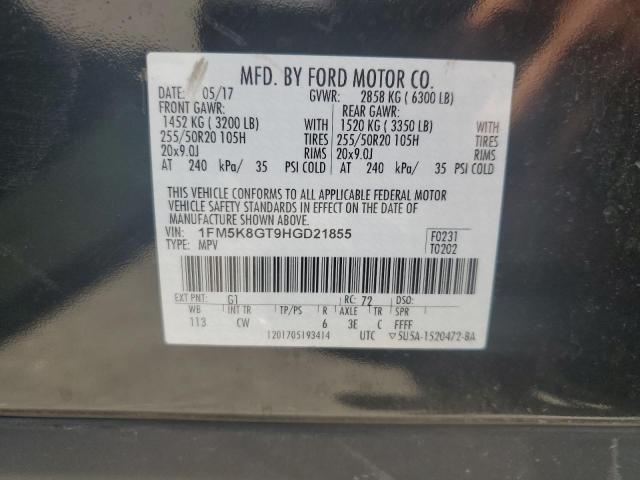 MFD. BY FORD MOTOR CO.
DATE: 05/17 GVWR: 2858 KG ( 6300 LB)
FRONT GAWR: REAR GAWR:
1452 KG ( 3200 LB) WITH 1520 KG ( 3350 LB) WITH
255/50R20 105H TIRES 255/50R20 105H TIRES
20x9.0J RIMS 20x9.0J RIMS
AT 240 kPa/ 35 PSI COLD AT 240 kPa/ 35 PSI COLD
THIS VEHICLE CONFORMS TO ALL APPLICABLE FEDERAL MOTOR
VEHICLE SAFETY STANDARDS IN EFFECT ON THE DATE OF
MANUFACTURE SHOWN ABOVE.
VIN: 1FM5K8GT9HGD21855 F0231
TYPE: MPV T0202
EXT PNT: G1 RC: 72 DSO:
WB INT TR TP/PS R AXLE TR SPR
113 CW 6 3E C FFFF
1201705193414 UTC ▽5U5A-1520472-BA